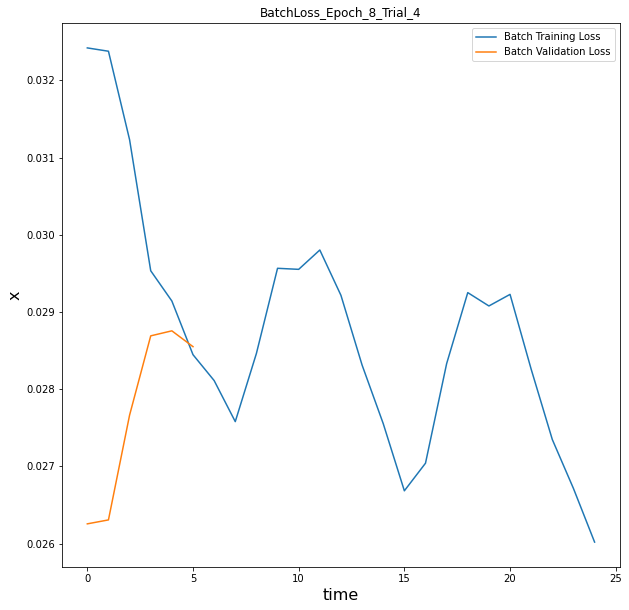 BatchLoss_Epoch_8_Trial_4
Batch Training Loss
Batch Validation Loss
0.032
0.031
0.030
0.029
0.028
0.027
0.026
x
0 5 10 15 20 25
time